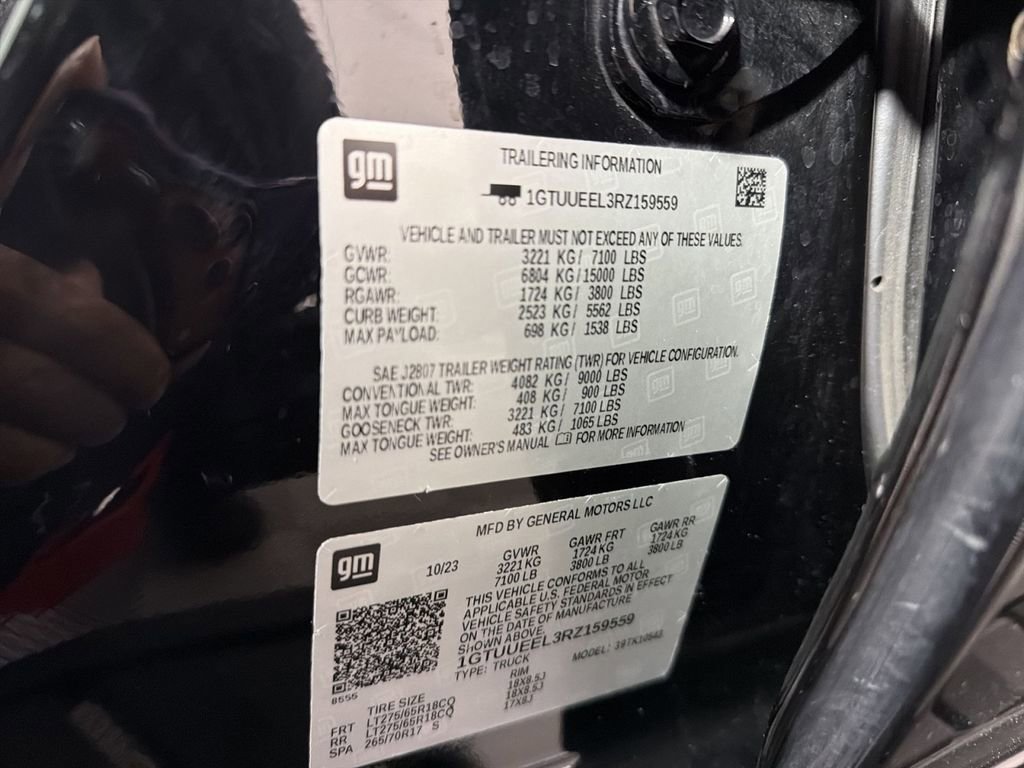 gm
TRAILERING INFORMATION
1GTUUEEL3RZ159559
VEHICLE AND TRAILER MUST NOT EXCEED ANY OF THESE VALUES.
GVWR: 3221 KG/ 7100 LBS
GCWR: 6804 KG/15000 LBS
RGAWR: 1724 KG/ 3800 LBS
CURB WEIGHT: 2523 KG/ 5562 LBS
MAX PAYLOAD: 698 KG/ 1538 LBS
SAE J2807 TRAILER WEIGHT RATING (TWR) FOR VEHICLE CONFIGURATION.
CONVENTIONAL TWR: 4082 KG/ 9000 LBS
MAX TONGUE WEIGHT: 408 KG/ 900 LBS
GOOSENECK TWR: 3221 KG/ 7100 LBS
MAX TONGUE WEIGHT: 483 KG/ 1065 LBS
SEE OWNER'S MANUAL FOR MORE INFORMATION
gm
MFD BY GENERAL MOTORS LLC
10/23 GVWR GAWR FRT GAWR RR
3221 KG 1724 KG 1724 KG
7100 LB 3800 LB 3800 LB
THIS VEHICLE CONFORMS TO ALL
APPLICABLE U.S. FEDERAL MOTOR
VEHICLE SAFETY STANDARDS IN EFFECT
ON THE DATE OF MANUFACTURE
SHOWN ABOVE.
1GTUUEEL3RZ159559
TYPE: TRUCK MODEL:
8555
TIRE SIZE RIM
FRT LT275/65R18CQ 18X8.5J
RR LT275/65R18CQ 18X8.5J
SPA 265/70R17 S 17X8J